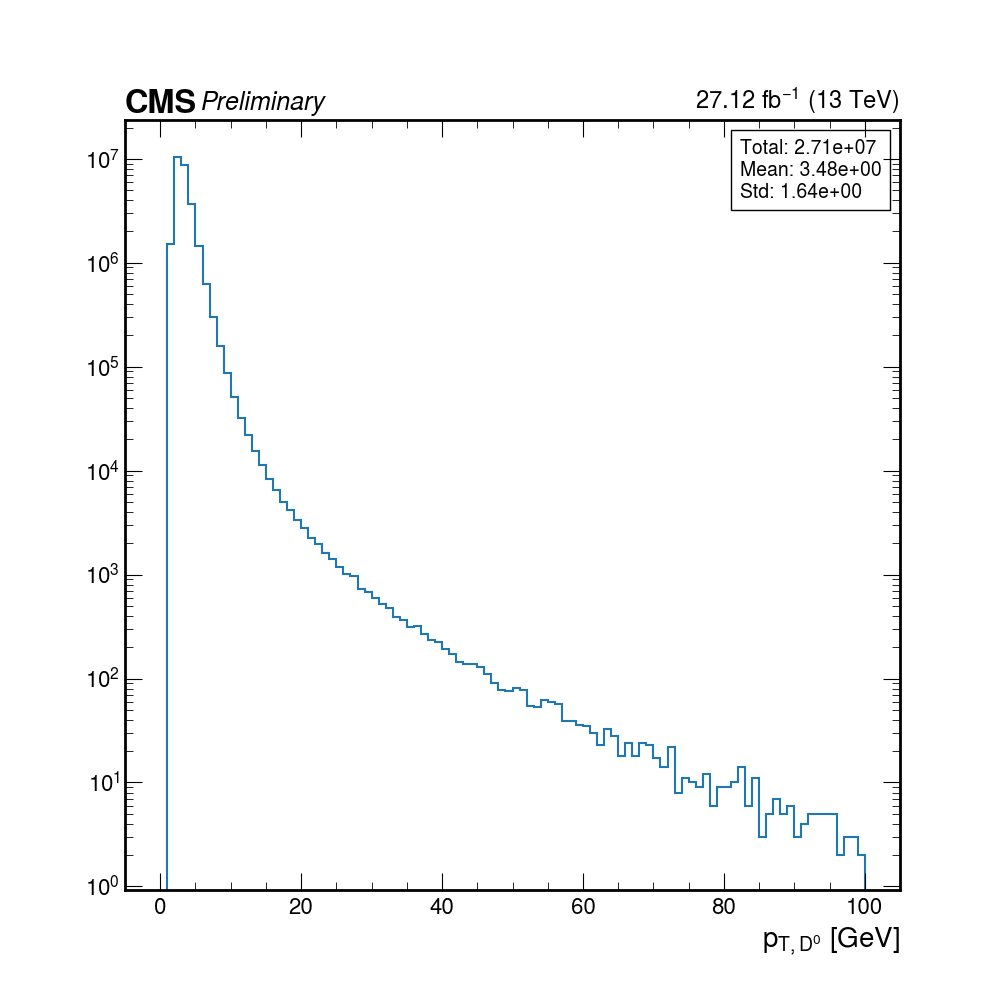 CMS Preliminary 27.12 fb⁻¹ (13 TeV)
Total: 2.71e+07
Mean: 3.48e+00
Std: 1.64e+00
10⁷
10⁶
10⁵
10⁴
10³
10²
10¹
10⁰
0 20 40 60 80 100
p_{T, D⁰} [GeV]